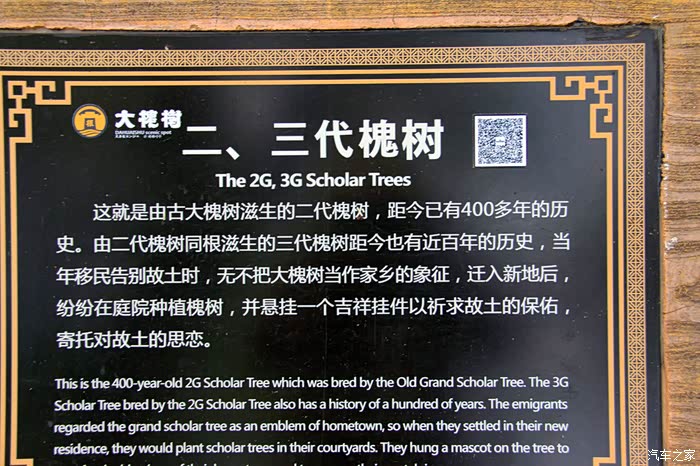 大槐树
DAHUAISHU scenic spot
二、三代槐树
The 2G, 3G Scholar Trees
这就是由古大槐树滋生的二代槐树，距今已有400多年的历
史。由二代槐树同根滋生的三代槐树距今也有近百年的历史，当
年移民告别故土时，无不把大槐树当作家乡的象征，迁入新地后，
纷纷在庭院种植槐树，并悬挂一个吉祥挂件以祈求故土的保佑，
寄托对故土的思恋。
This is the 400-year-old 2G Scholar Tree which was bred by the Old Grand Scholar Tree. The 3G
Scholar Tree bred by the 2G Scholar Tree also has a history of a hundred of years. The emigrants
regarded the grand scholar tree as an emblem of hometown, so when they settled in their new
residence, they would plant scholar trees in their courtyards. They hung a mascot on the tree to
汽车之家